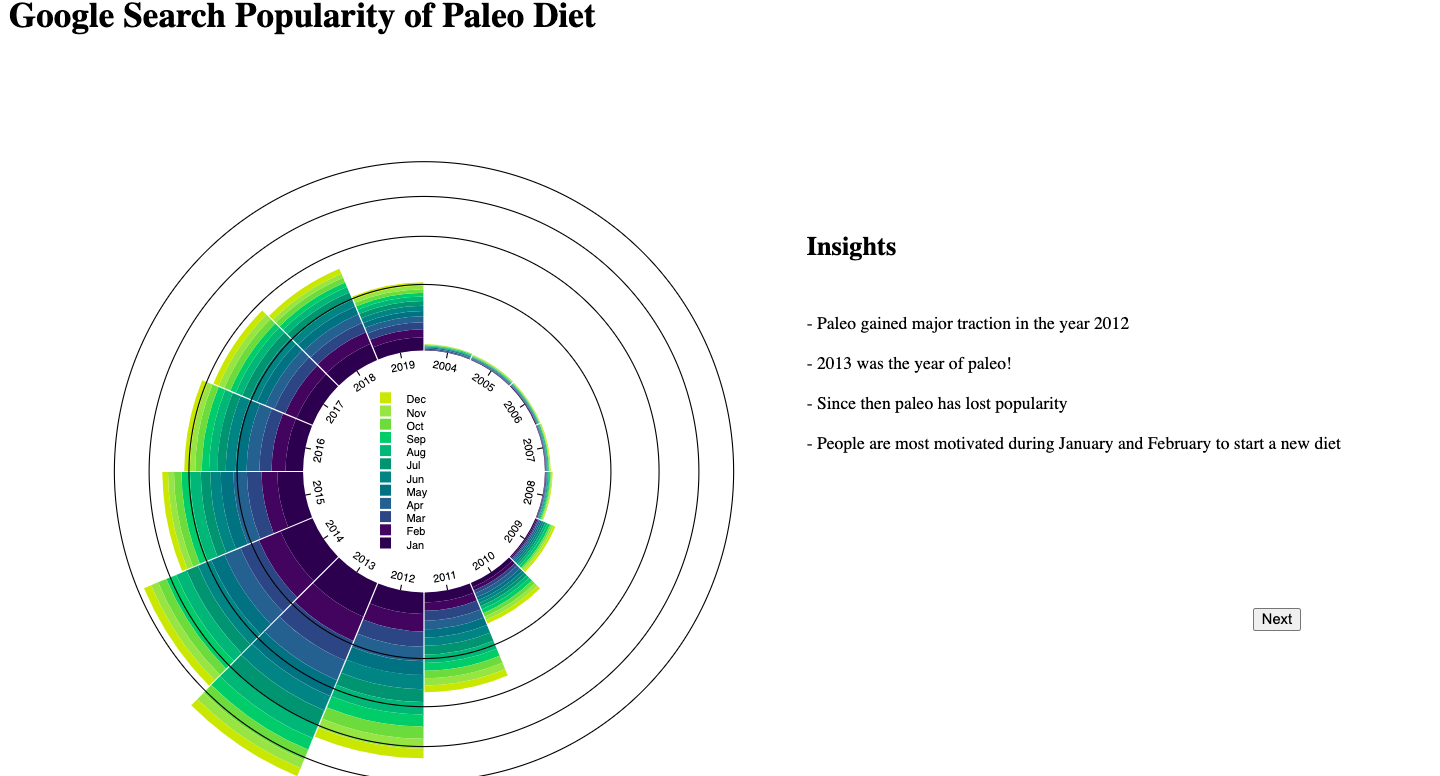 Google Search Popularity of Paleo Diet
2019
2004
2005
2006
2007
2008
2009
2010
2011
2012
2013
2014
2015
2016
2017
2018
Dec
Nov
Oct
Sep
Aug
Jul
Jun
May
Apr
Mar
Feb
Jan
Insights
- Paleo gained major traction in the year 2012
- 2013 was the year of paleo!
- Since then paleo has lost popularity
- People are most motivated during January and February to start a new diet
Next